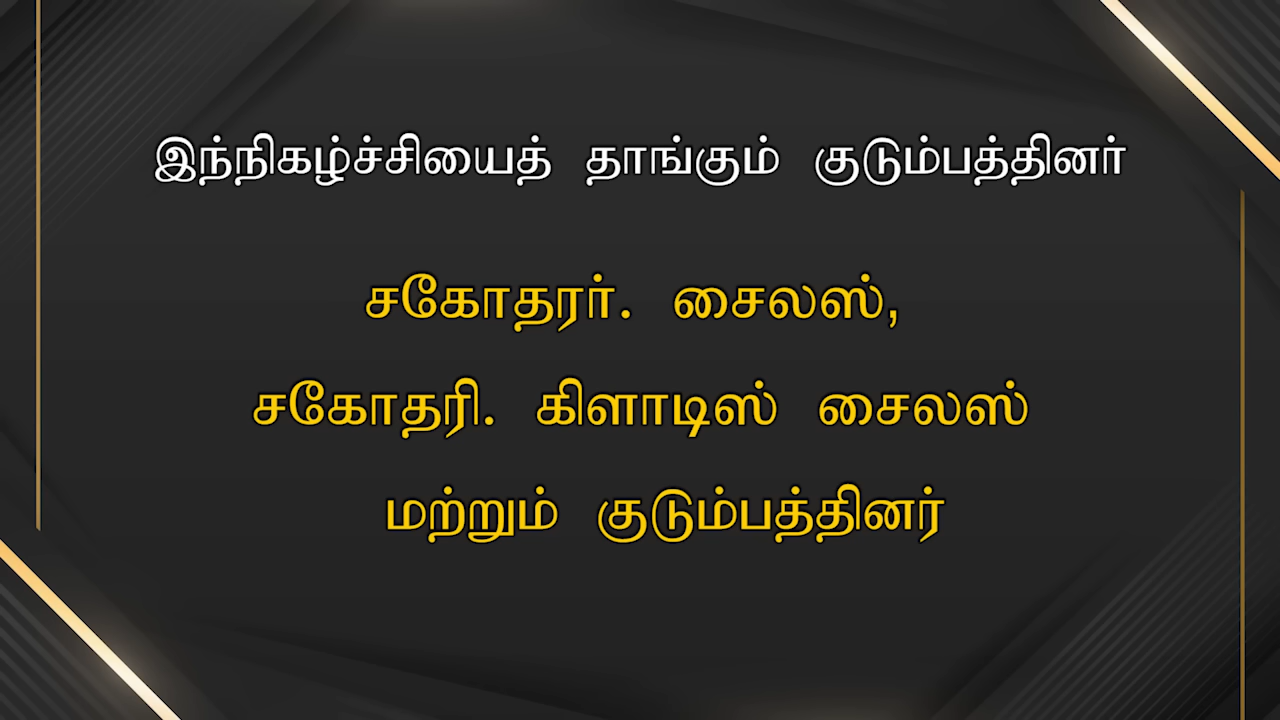 இந்நிகழ்ச்சியைத் தாங்கும் குடும்பத்தினர்
சகோதரர். சைலஸ்,
சகோதரி. கிளாடிஸ் சைலஸ்
மற்றும் குடும்பத்தினர்